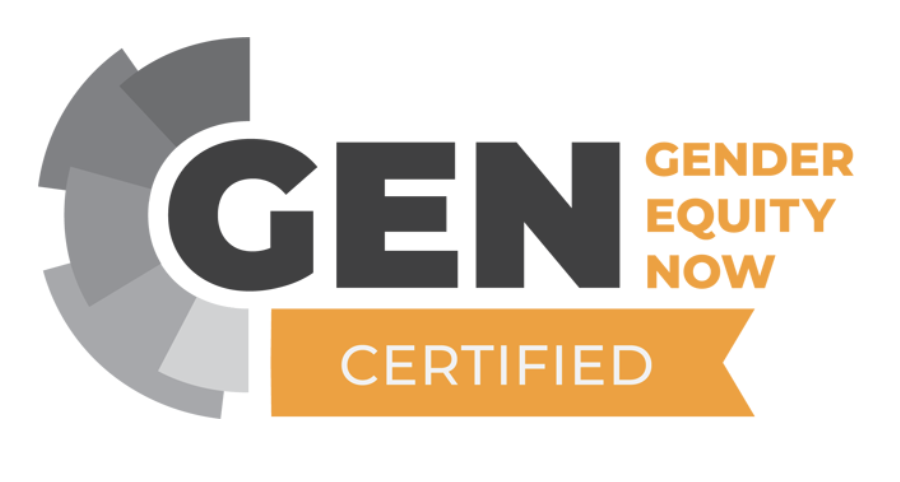 GEN
GENDER
EQUITY
NOW
CERTIFIED